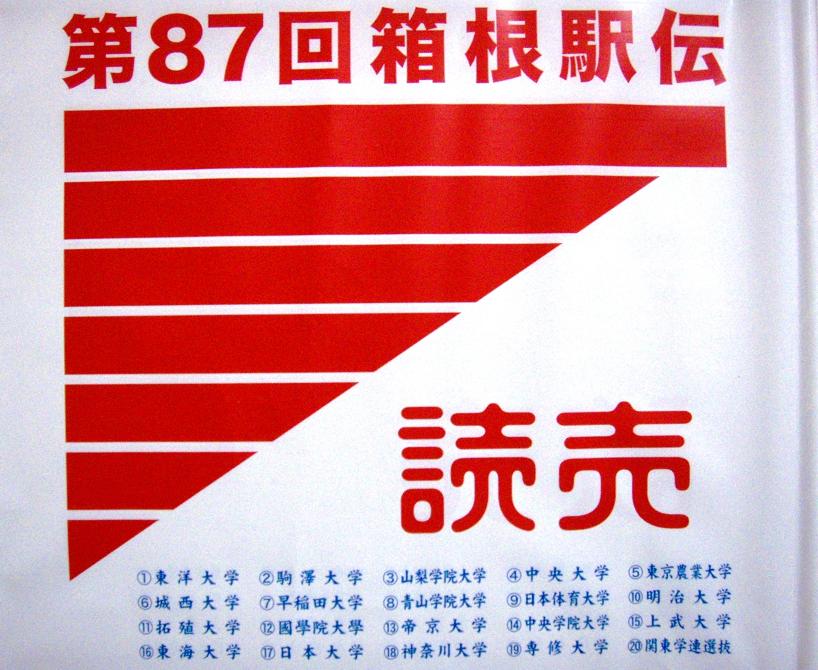 第87回箱根駅伝
読売
①東洋大学 ②駒澤大学 ③山梨学院大学 ④中央大学 ⑤東京農業大学
⑥城西大学 ⑦早稲田大学 ⑧青山学院大学 ⑨日本体育大学 ⑩明治大学
⑪拓殖大学 ⑫國學院大學 ⑬帝京大学 ⑭中央学院大学 ⑮上武大学
⑯東海大学 ⑰日本大学 ⑱神奈川大学 ⑲専修大学 ⑳関東学連選抜